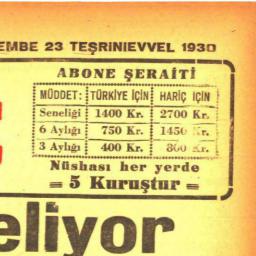 EMBE 23 TEŞRINIEVVEL 1930
ABONE ŞERAİTİ
MÜDDET: TÜRKİYE İÇİN HARİÇ İÇİN
Seneliği 1400 Kr. 2700 Kr.
6 Aylığı 750 Kr. 1450 Kr.
3 Aylığı 400 Kr. 800 Kr.
Nüshası her yerde
= 5 Kuruştur =
eliyor